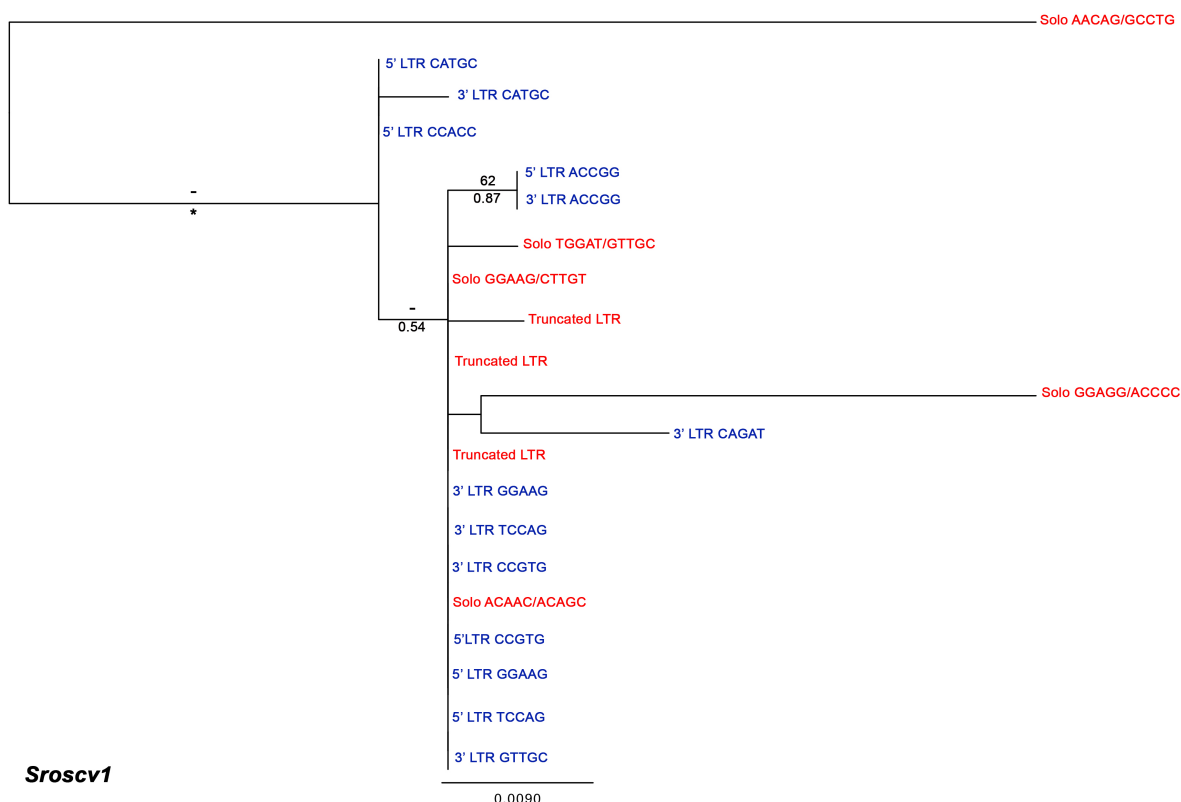 Solo AACAG/GCCTG
5’ LTR CATGC
3’ LTR CATGC
5’ LTR CCACC
-
*
62
0.87
5’ LTR ACCGG
3’ LTR ACCGG
Solo TGGAT/GTTGC
Solo GGAAG/CTTGT
-
0.54
Truncated LTR
Truncated LTR
Solo GGAGG/ACCCC
3’ LTR CAGAT
Truncated LTR
3’ LTR GGAAG
3’ LTR TCCAG
3’ LTR CCGTG
Solo ACAAC/ACAGC
5’LTR CCGTG
5’ LTR GGAAG
5’ LTR TCCAG
3’ LTR GTTGC
Sroscv1
0.0090